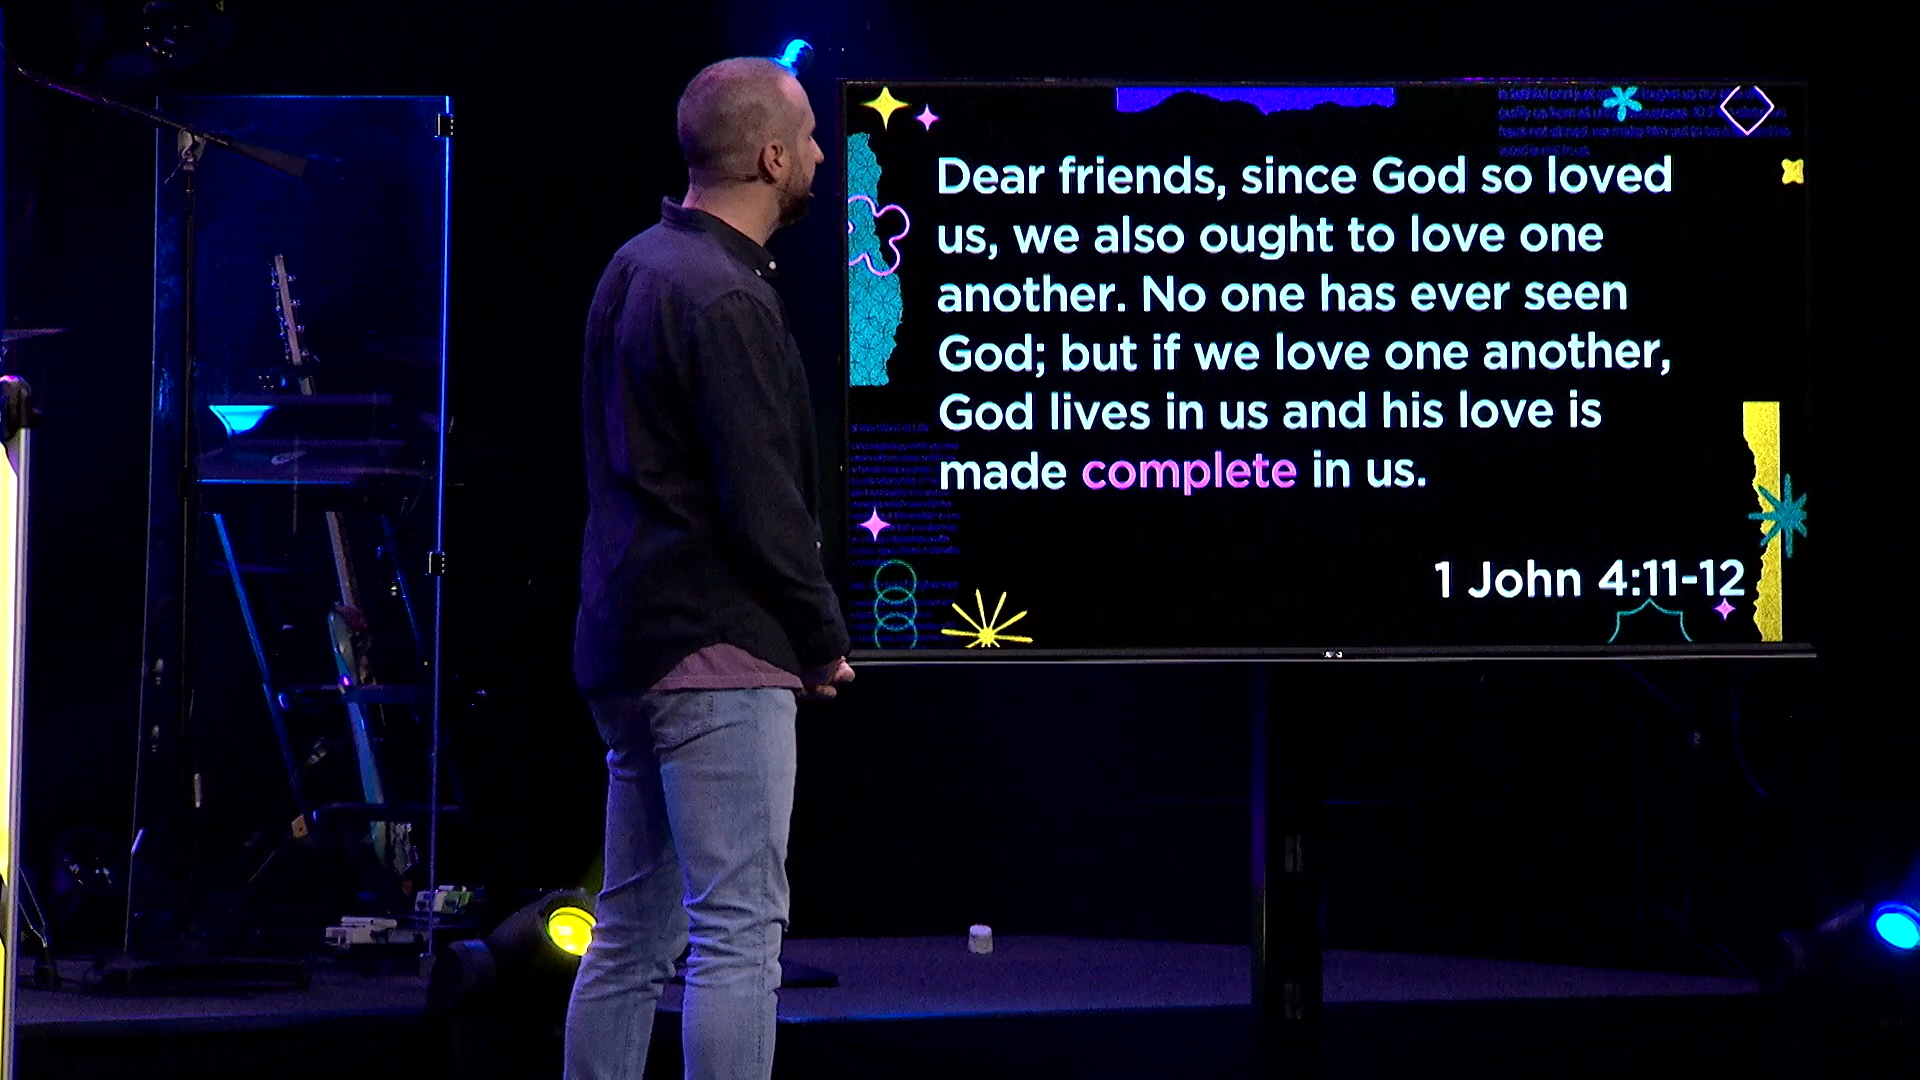 Dear friends, since God so loved
us, we also ought to love one
another. No one has ever seen
God; but if we love one another,
God lives in us and his love is
made complete in us.
1 John 4:11-12